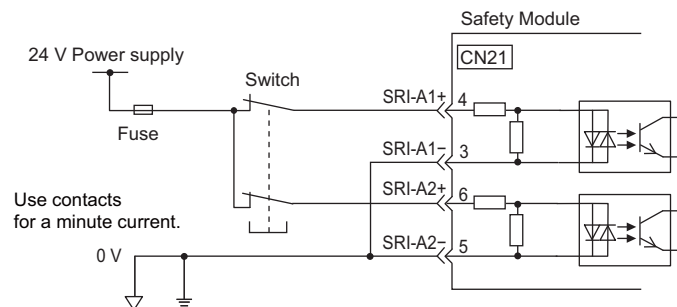 Safety Module
24 V Power supply
CN21
Switch
SRI-A1+
4
Fuse
SRI-A1−
3
SRI-A2+
6
Use contacts
for a minute current.
SRI-A2−
5
0 V